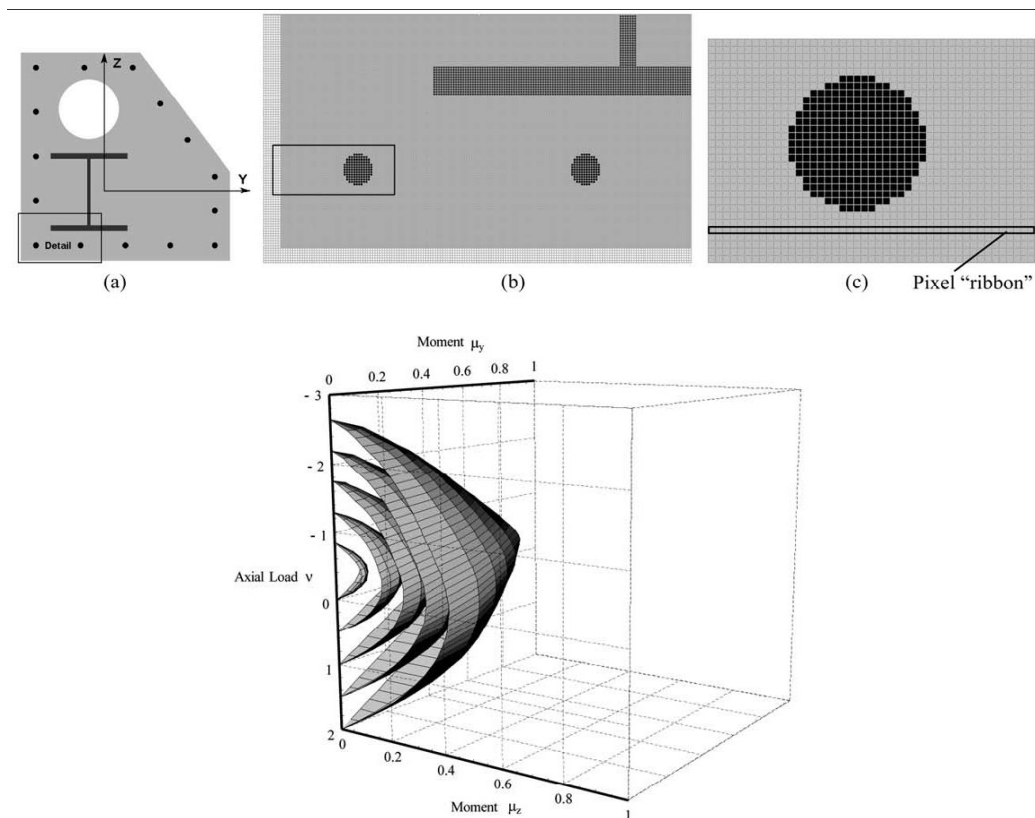 Z
Y
Detail
(a)
(b)
(c)
Pixel “ribbon”
Moment μy
0 0.2 0.4 0.6 0.8 1
- 3
- 2
- 1
Axial Load ν
0
1
2
0 0.2 0.4 0.6 0.8 1
Moment μz